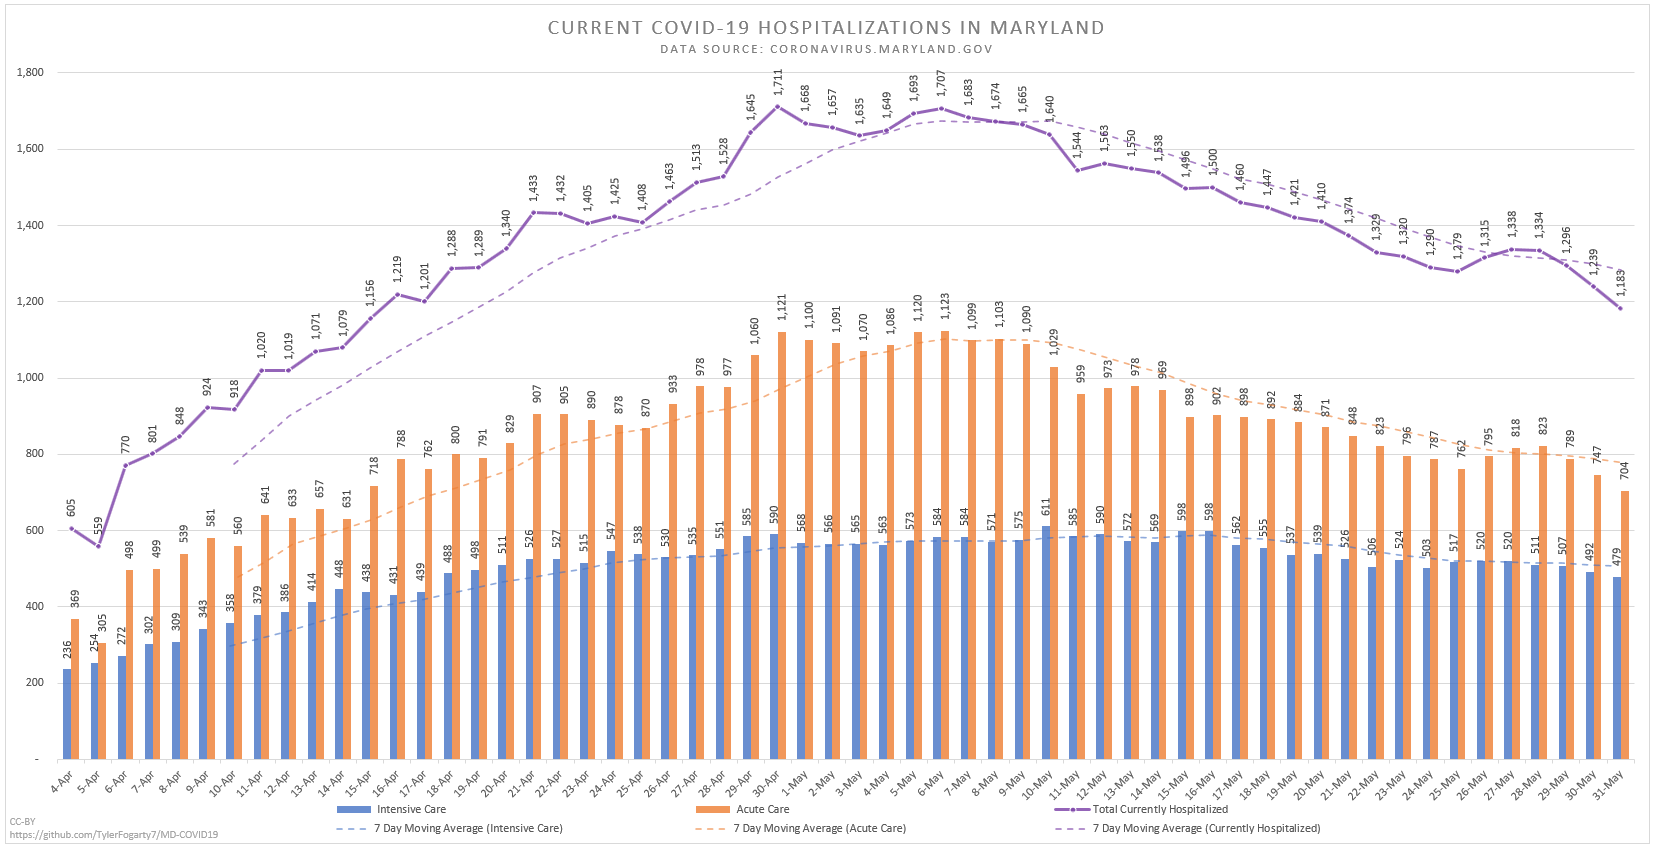 CURRENT COVID-19 HOSPITALIZATIONS IN MARYLAND
DATA SOURCE: CORONAVIRUS.MARYLAND.GOV
1,800
1,600
1,400
1,200
1,000
800
600
400
200
-
605 559 770 801 848 924 918 1,020 1,019 1,071 1,079 1,156 1,219 1,201 1,288 1,289 1,340 1,433 1,432 1,405 1,425 1,408 1,463 1,513 1,528 1,645 1,711 1,668 1,657 1,635 1,649 1,693 1,707 1,683 1,674 1,665 1,640 1,544 1,563 1,550 1,538 1,496 1,500 1,460 1,447 1,421 1,410 1,374 1,329 1,320 1,290 1,279 1,315 1,338 1,334 1,296 1,239 1,183
369 305 498 499 539 581 560 641 633 657 631 718 788 762 800 791 829 907 905 890 878 870 933 978 977 1,060 1,121 1,100 1,091 1,070 1,086 1,120 1,123 1,099 1,103 1,090 1,029 959 973 978 969 898 902 898 892 884 871 848 823 796 787 762 795 818 823 789 747 704
236 254 272 302 309 343 358 379 386 414 448 438 431 439 488 498 511 526 527 515 547 538 530 535 551 585 590 568 566 565 563 573 584 584 571 575 611 585 590 572 569 598 598 562 555 537 539 526 506 524 503 517 520 520 511 507 492 479
4-Apr 5-Apr 6-Apr 7-Apr 8-Apr 9-Apr 10-Apr 11-Apr 12-Apr 13-Apr 14-Apr 15-Apr 16-Apr 17-Apr 18-Apr 19-Apr 20-Apr 21-Apr 22-Apr 23-Apr 24-Apr 25-Apr 26-Apr 27-Apr 28-Apr 29-Apr 30-Apr 1-May 2-May 3-May 4-May 5-May 6-May 7-May 8-May 9-May 10-May 11-May 12-May 13-May 14-May 15-May 16-May 17-May 18-May 19-May 20-May 21-May 22-May 23-May 24-May 25-May 26-May 27-May 28-May 29-May 30-May 31-May
Intensive Care Acute Care Total Currently Hospitalized
7 Day Moving Average (Intensive Care) 7 Day Moving Average (Acute Care) 7 Day Moving Average (Currently Hospitalized)
CC-BY
https://github.com/TylerFogarty7/MD-COVID19